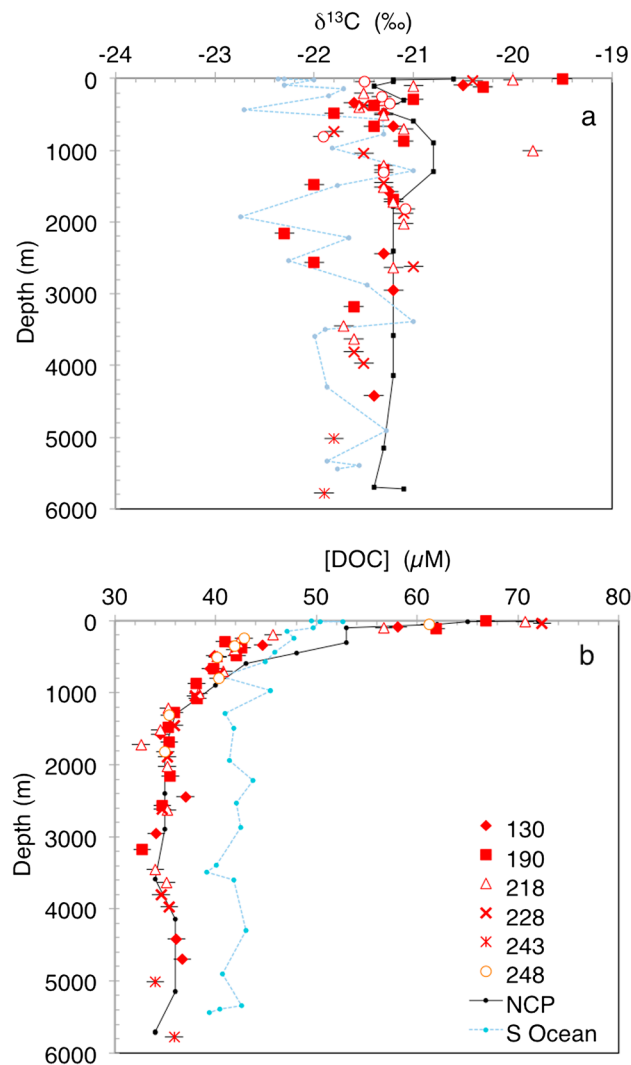 δ¹³C (‰)
-24 -23 -22 -21 -20 -19
0
1000
2000
3000
4000
5000
6000
Depth (m)
a
[DOC] (µM)
30 40 50 60 70 80
0
1000
2000
3000
4000
5000
6000
Depth (m)
b
130
190
218
228
243
248
NCP
S Ocean